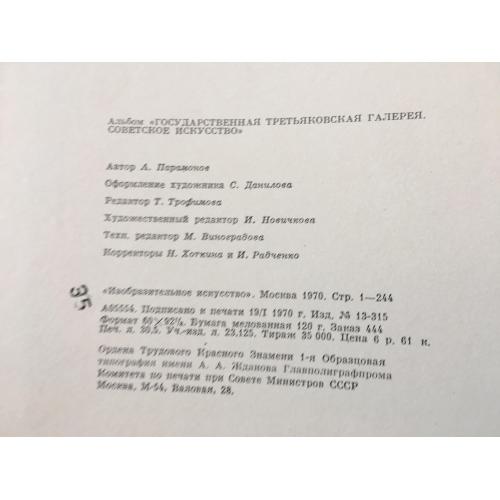 Альбом «ГОСУДАРСТВЕННАЯ ТРЕТЬЯКОВСКАЯ ГАЛЕРЕЯ.
СОВЕТСКОЕ ИСКУССТВО»
Автор А. Парамонов
Оформление художника С. Данилова
Редактор Т. Трофимова
Художественный редактор И. Новичкова
Техн. редактор М. Виноградова
Корректоры Н. Хоткина и И. Радченко
35
«Изобразительное искусство». Москва 1970. Стр. 1—244
А05554. Подписано к печати 19/I 1970 г. Изд. № 13-315
Формат 60×92⅛. Бумага мелованная 120 г. Заказ 444
Печ. л. 30,5. Уч.-изд. л. 23,125. Тираж 35 000. Цена 6 р. 61 к.
Ордена Трудового Красного Знамени 1-я Образцовая
типография имени А. А. Жданова Главполиграфпрома
Комитета по печати при Совете Министров СССР
Москва, М-54, Валовая, 28.